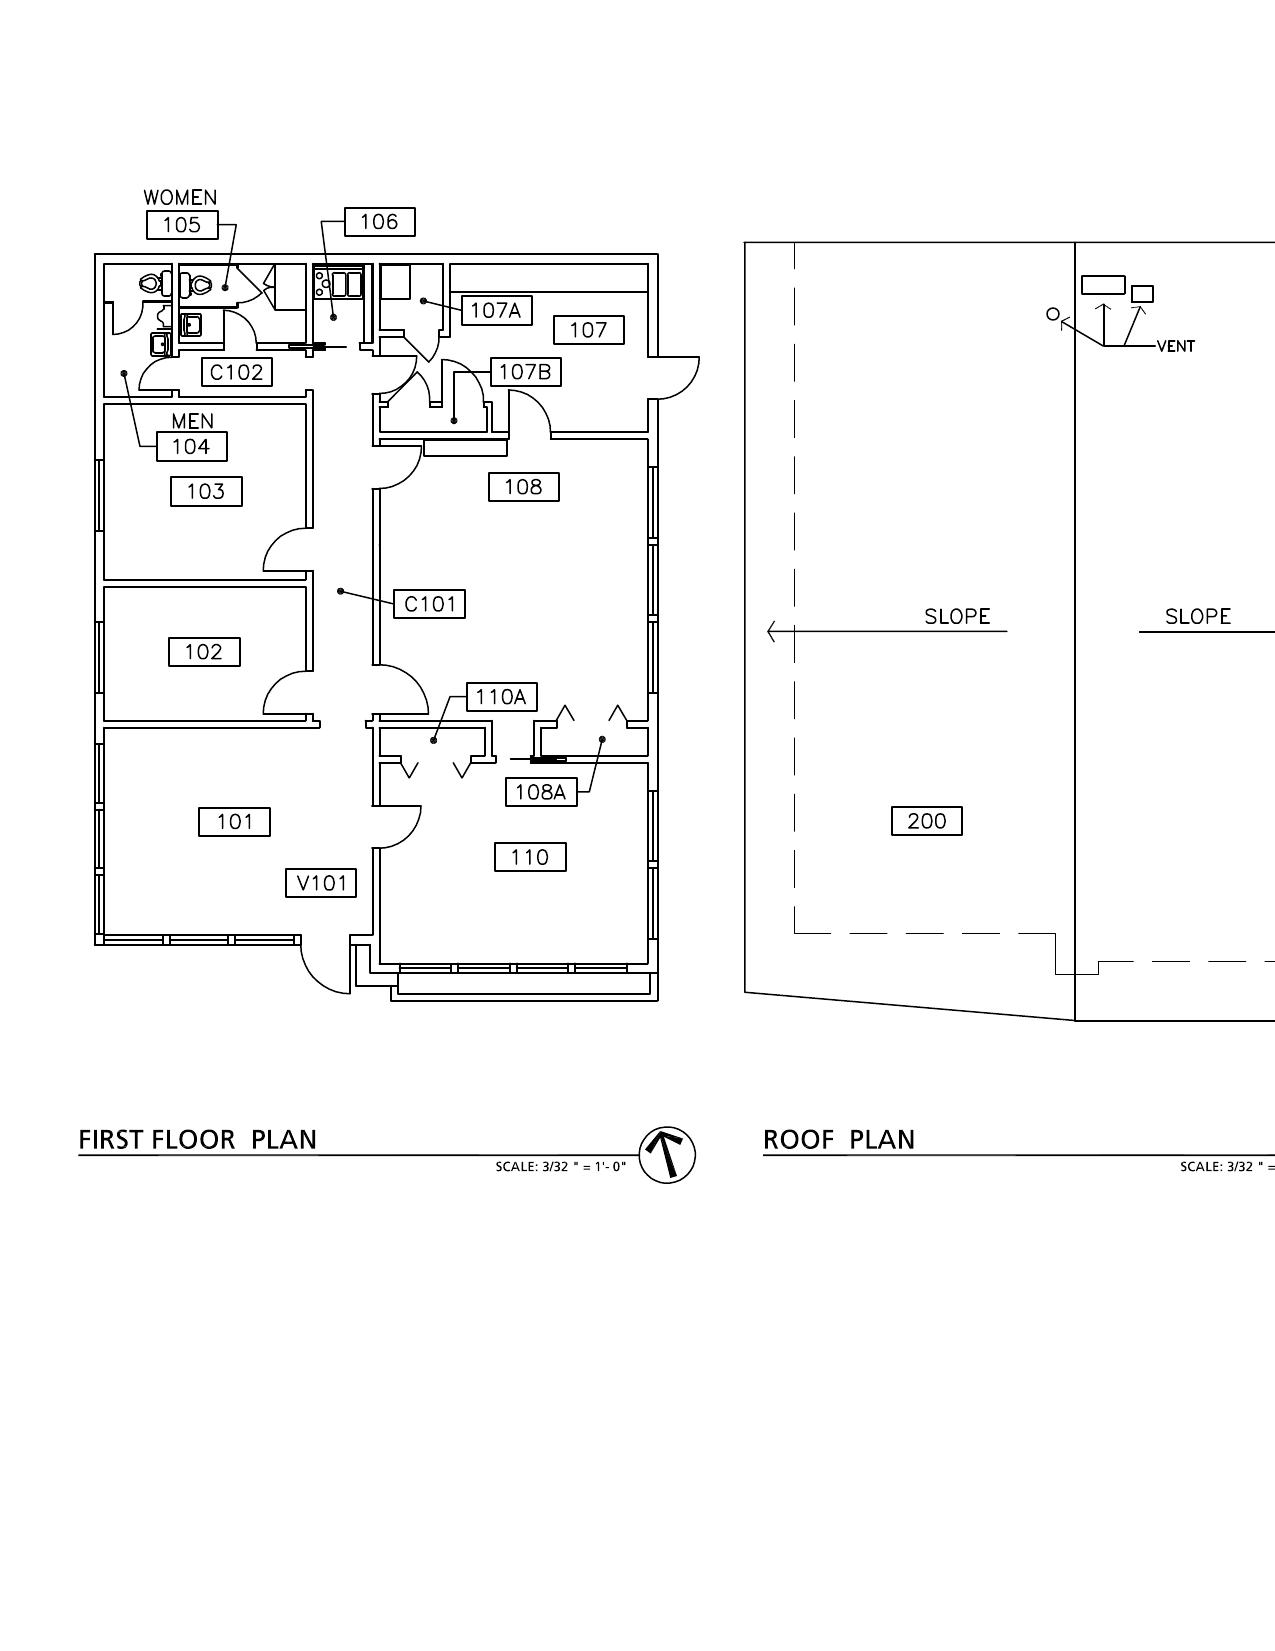 WOMEN
105
106
107A
107
VENT
C102
107B
MEN
104
103
108
C101
SLOPE
SLOPE
102
110A
108A
101
200
110
V101
FIRST FLOOR PLAN
SCALE: 3/32 " = 1'- 0"
ROOF PLAN
SCALE: 3/32 " =